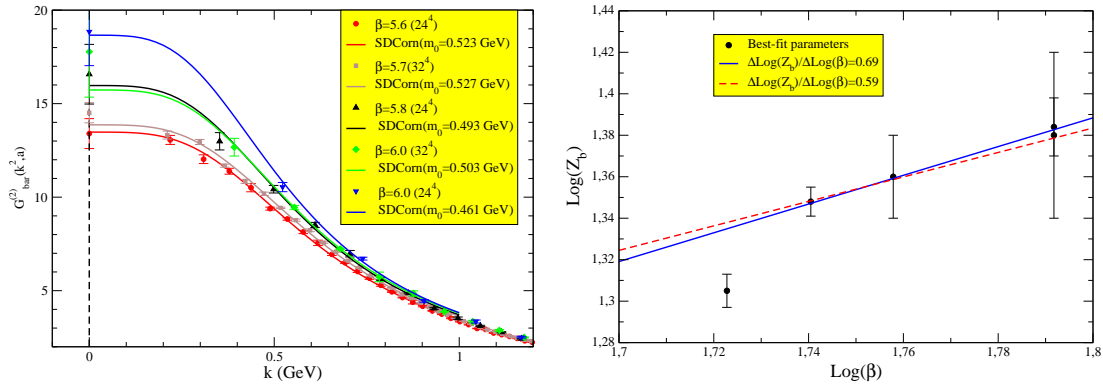 20
15
10
5
G^(2)_bar(k^2,a)
0
0.5
1
k (GeV)
β=5.6 (24^4)
SDCorn(m_0=0.523 GeV)
β=5.7(32^4)
SDCorn(m_0=0.527 GeV)
β=5.8 (24^4)
SDCorn(m_0=0.493 GeV)
β=6.0 (32^4)
SDCorn(m_0=0.503 GeV)
β=6.0 (24^4)
SDCorn(m_0=0.461 GeV)
1,44
1,42
1,4
1,38
1,36
1,34
1,32
1,3
1,28
Log(Z_b)
Best-fit parameters
ΔLog(Z_b)/ΔLog(β)=0.69
ΔLog(Z_b)/ΔLog(β)=0.59
1,7
1,72
1,74
1,76
1,78
1,8
Log(β)